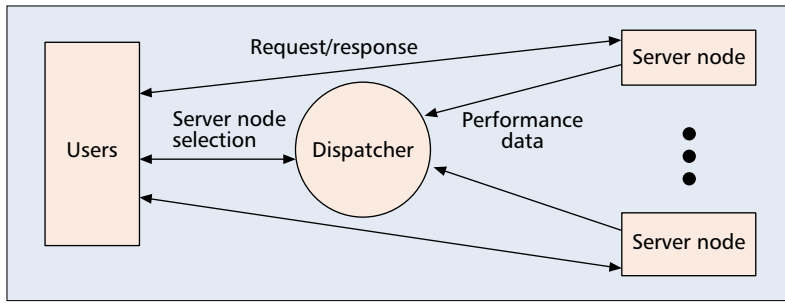 Request/response
Server node
Server node
selection
Users
Dispatcher
Performance
data
Server node